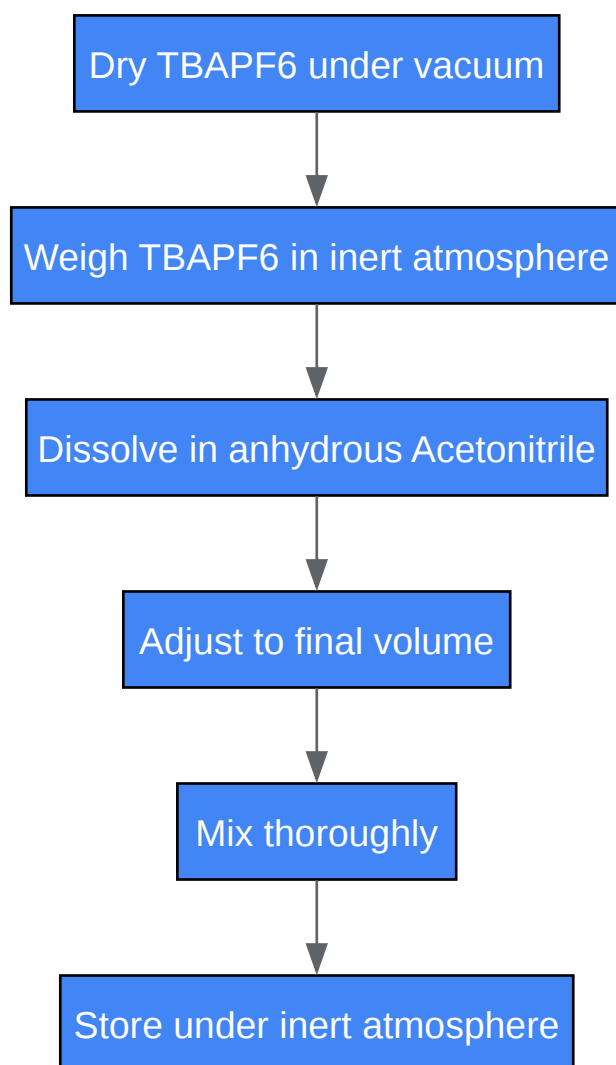 Dry TBAPF6 under vacuum
Weigh TBAPF6 in inert atmosphere
Dissolve in anhydrous Acetonitrile
Adjust to final volume
Mix thoroughly
Store under inert atmosphere